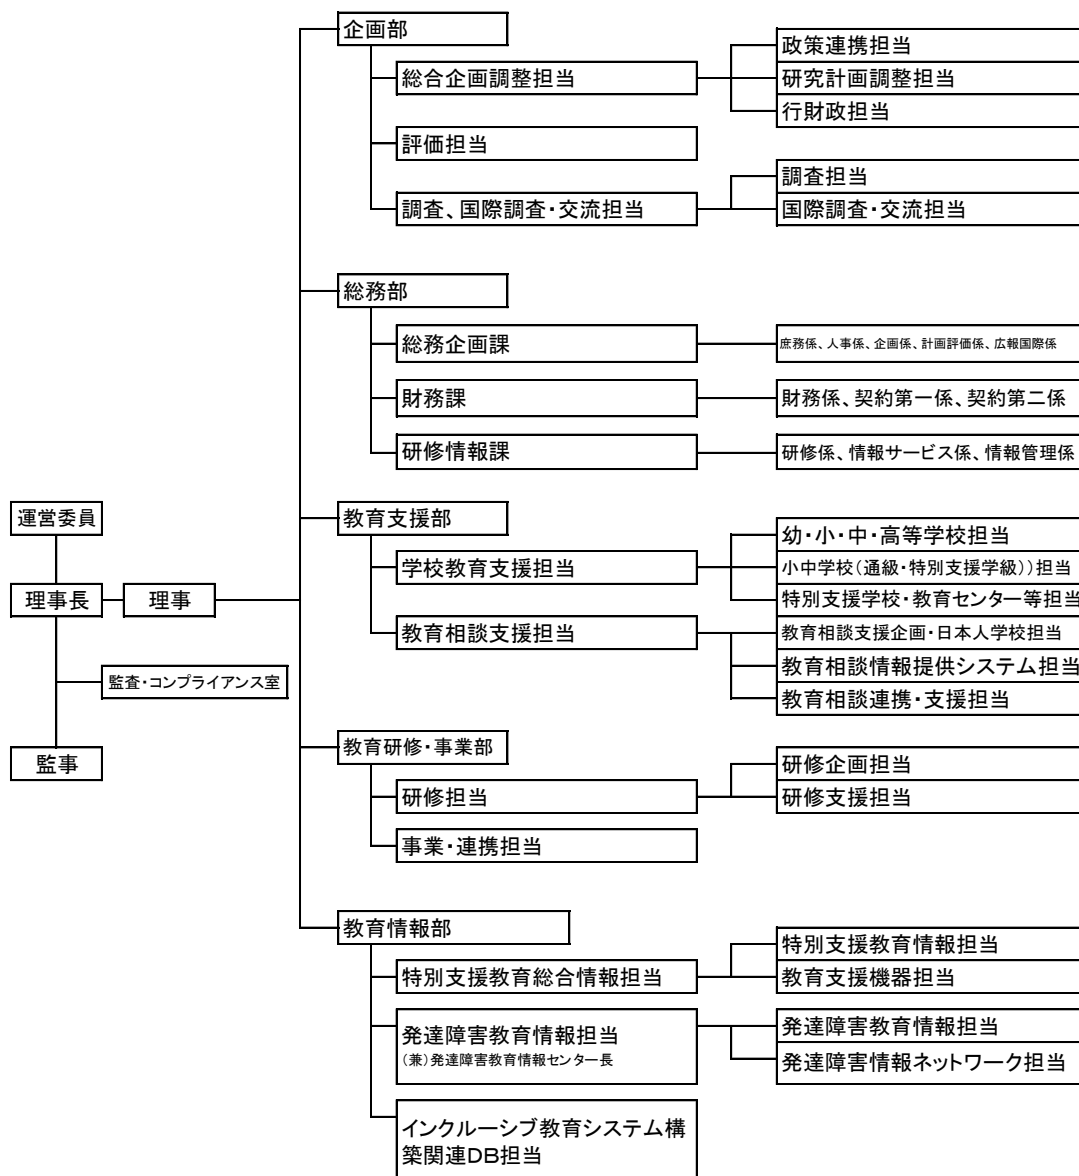 企画部
総合企画調整担当
政策連携担当
研究計画調整担当
行財政担当
評価担当
調査、国際調査・交流担当
調査担当
国際調査・交流担当
総務部
総務企画課
庶務係、人事係、企画係、計画評価係、広報国際係
財務課
財務係、契約第一係、契約第二係
研修情報課
研修係、情報サービス係、情報管理係
運営委員
理事長
理事
監査・コンプライアンス室
監事
教育支援部
学校教育支援担当
幼・小・中・高等学校担当
小中学校(通級・特別支援学級))担当
特別支援学校・教育センター等担当
教育相談支援担当
教育相談支援企画・日本人学校担当
教育相談情報提供システム担当
教育相談連携・支援担当
教育研修・事業部
研修担当
研修企画担当
研修支援担当
事業・連携担当
教育情報部
特別支援教育総合情報担当
特別支援教育情報担当
教育支援機器担当
発達障害教育情報担当
(兼)発達障害教育情報センター長
発達障害教育情報担当
発達障害情報ネットワーク担当
インクルーシブ教育システム構
築関連DB担当